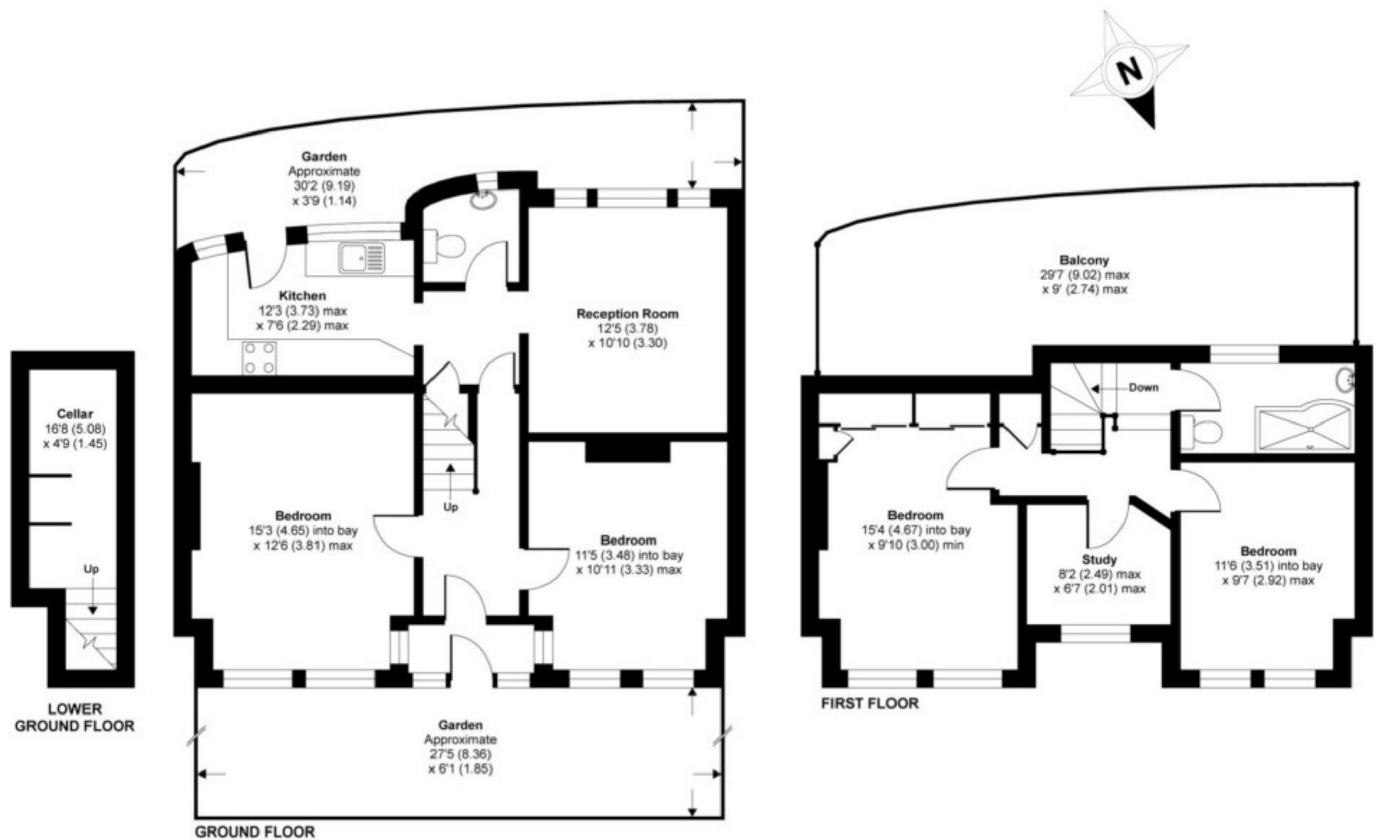 N
Garden
Approximate
30'2 (9.19)
x 3'9 (1.14)
Kitchen
12'3 (3.73) max
x 7'6 (2.29) max
Reception Room
12'5 (3.78)
x 10'10 (3.30)
Bedroom
15'3 (4.65) into bay
x 12'6 (3.81) max
Up
Bedroom
11'5 (3.48) into bay
x 10'11 (3.33) max
Garden
Approximate
27'5 (8.36)
x 6'1 (1.85)
GROUND FLOOR
Cellar
16'8 (5.08)
x 4'9 (1.45)
Up
LOWER
GROUND FLOOR
Balcony
29'7 (9.02) max
x 9' (2.74) max
Down
Bedroom
15'4 (4.67) into bay
x 9'10 (3.00) min
Study
8'2 (2.49) max
x 6'7 (2.01) max
Bedroom
11'6 (3.51) into bay
x 9'7 (2.92) max
FIRST FLOOR